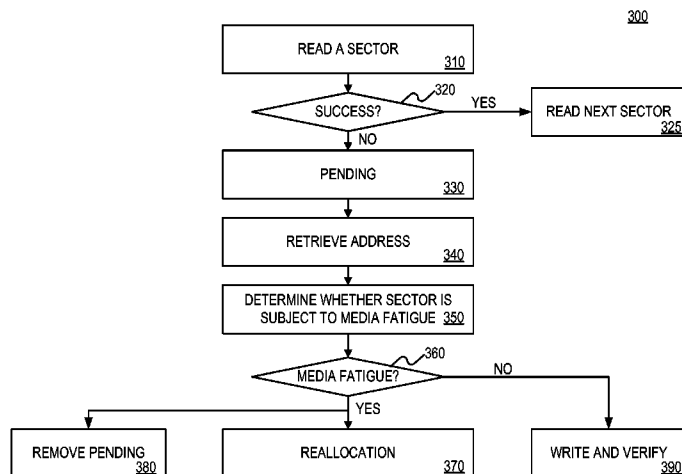 300
READ A SECTOR
310
320
SUCCESS?
YES
READ NEXT SECTOR
325
NO
PENDING
330
RETRIEVE ADDRESS
340
DETERMINE WHETHER SECTOR IS
SUBJECT TO MEDIA FATIGUE 350
360
MEDIA FATIGUE?
NO
YES
REMOVE PENDING
380
REALLOCATION
370
WRITE AND VERIFY
390